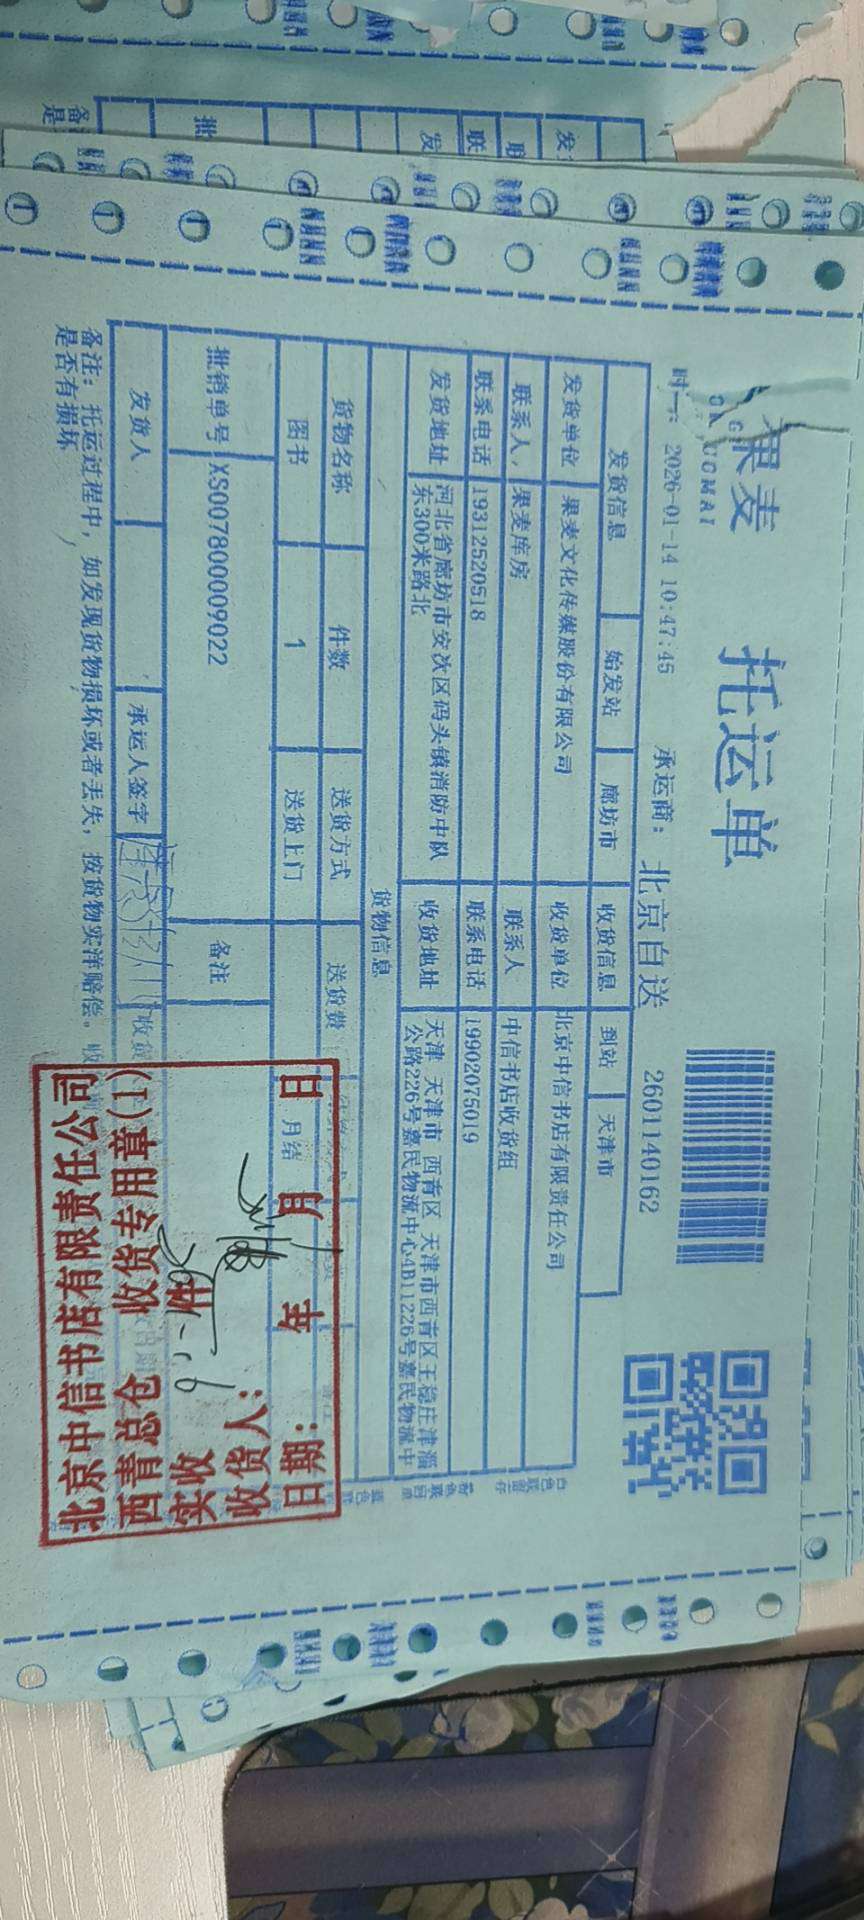 果麦
托运单
GOMAI
2026-01-14 10:47:45
承运商： 北京自送
2601140162
发货信息 始发站 廊坊市 收货信息 到站 天津市
发货单位 果麦文化传媒股份有限公司 收货单位 北京中信书店有限责任公司
联系人 果麦库房 联系人 中信书店收货组
联系电话 19312520518 联系电话 19902075019
发货地址 河北省廊坊市安次区码头镇消防中队
东300米路北
收货地址 天津 天津市 西青区 天津市西青区王稳庄津淄
公路226号嘉民物流中心4B11226号嘉民物流中
货物信息
货物名称 件数 送货方式 送货费
图书 1 送货上门 月结
批销单号 XS007800009022 备注
发货人 承运人签字 收货
备注：托运过程中，如发现货物损坏或者丢失，按货物实洋赔偿。收
是否有损坏
北京中信书店有限责任公司
西青总仓 收货专用章(1)
实收 件
收货人：
日期： 年 月 日